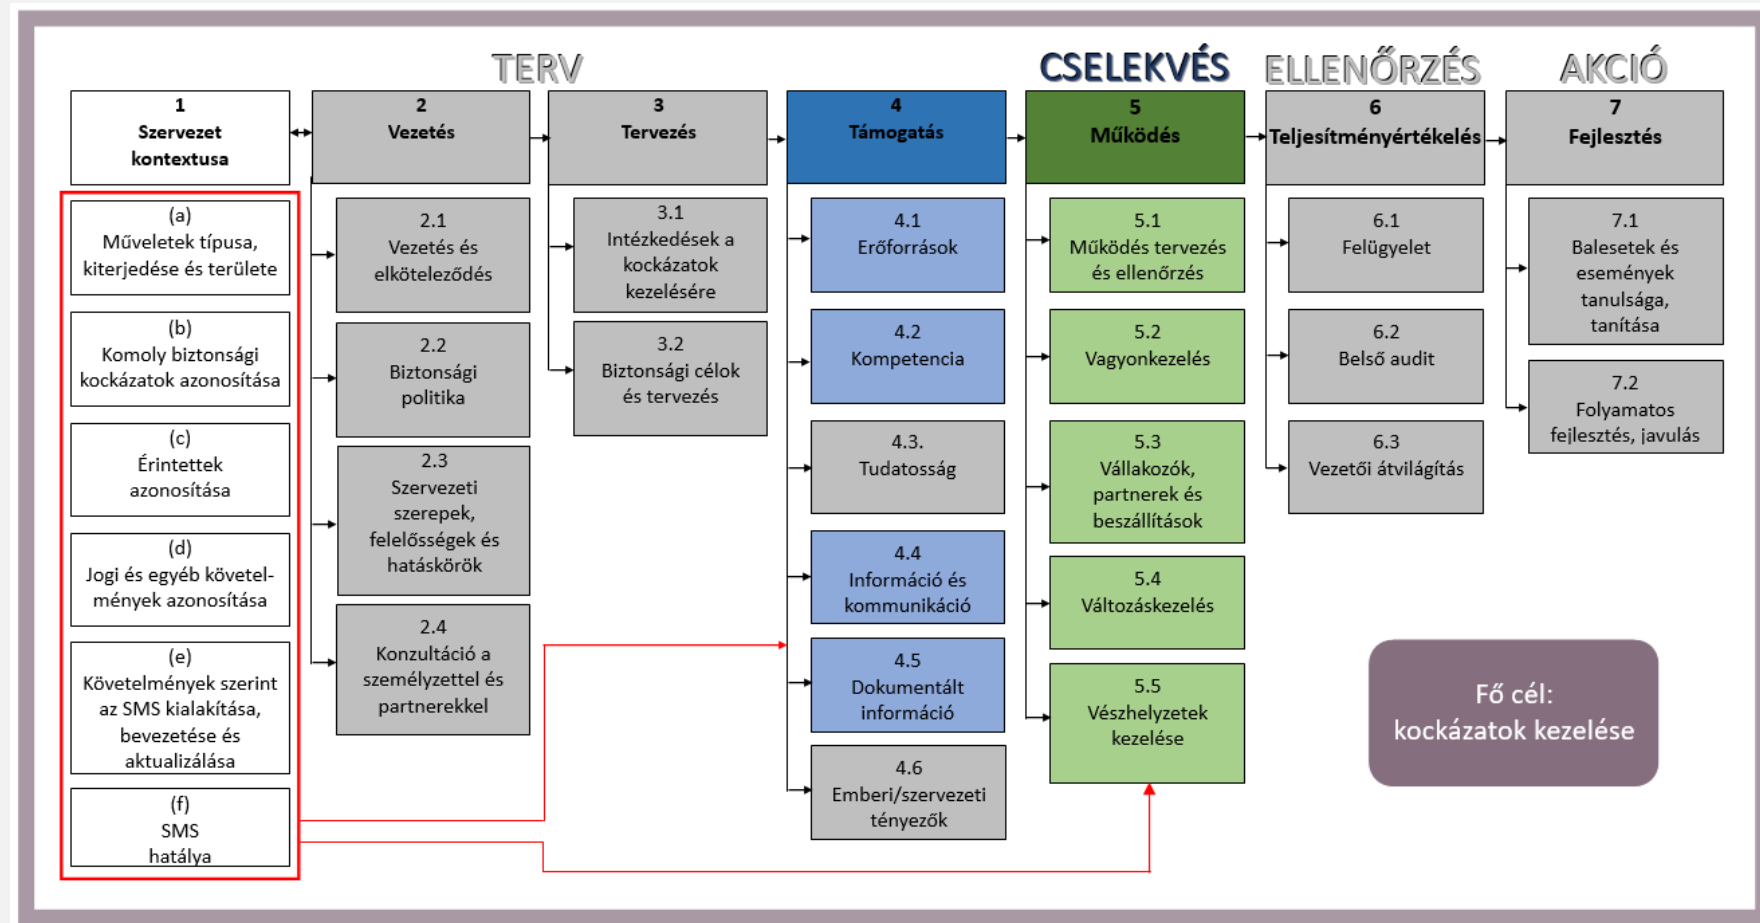 TERV
CSELEKVÉS
ELLENŐRZÉS
AKCIÓ
1
Szervezet
kontextusa
(a)
Műveletek típusa,
kiterjedése és területe
(b)
Komoly biztonsági
kockázatok azonosítása
(c)
Érintettek
azonosítása
(d)
Jogi és egyéb követel-
mények azonosítása
(e)
Követelmények szerint
az SMS kialakítása,
bevezetése és
aktualizálása
(f)
SMS
hatálya
2
Vezetés
2.1
Vezetés és
elköteleződés
2.2
Biztonsági
politika
2.3
Szervezeti
szerepek,
felelősségek és
hatáskörök
2.4
Konzultáció a
személyzettel és
partnerekkel
3
Tervezés
3.1
Intézkedések a
kockázatok
kezelésére
3.2
Biztonsági célok
és tervezés
4
Támogatás
4.1
Erőforrások
4.2
Kompetencia
4.3.
Tudatosság
4.4
Információ és
kommunikáció
4.5
Dokumentált
információ
4.6
Emberi/szervezeti
tényezők
5
Működés
5.1
Működés tervezés
és ellenőrzés
5.2
Vagyonkezelés
5.3
Vállakozók,
partnerek és
beszállítások
5.4
Változáskezelés
5.5
Vészhelyzetek
kezelése
6
Teljesítményértékelés
6.1
Felügyelet
6.2
Belső audit
6.3
Vezetői átvilágítás
7
Fejlesztés
7.1
Balesetek és
események
tanulsága,
tanítása
7.2
Folyamatos
fejlesztés, javulás
Fő cél:
kockázatok kezelése